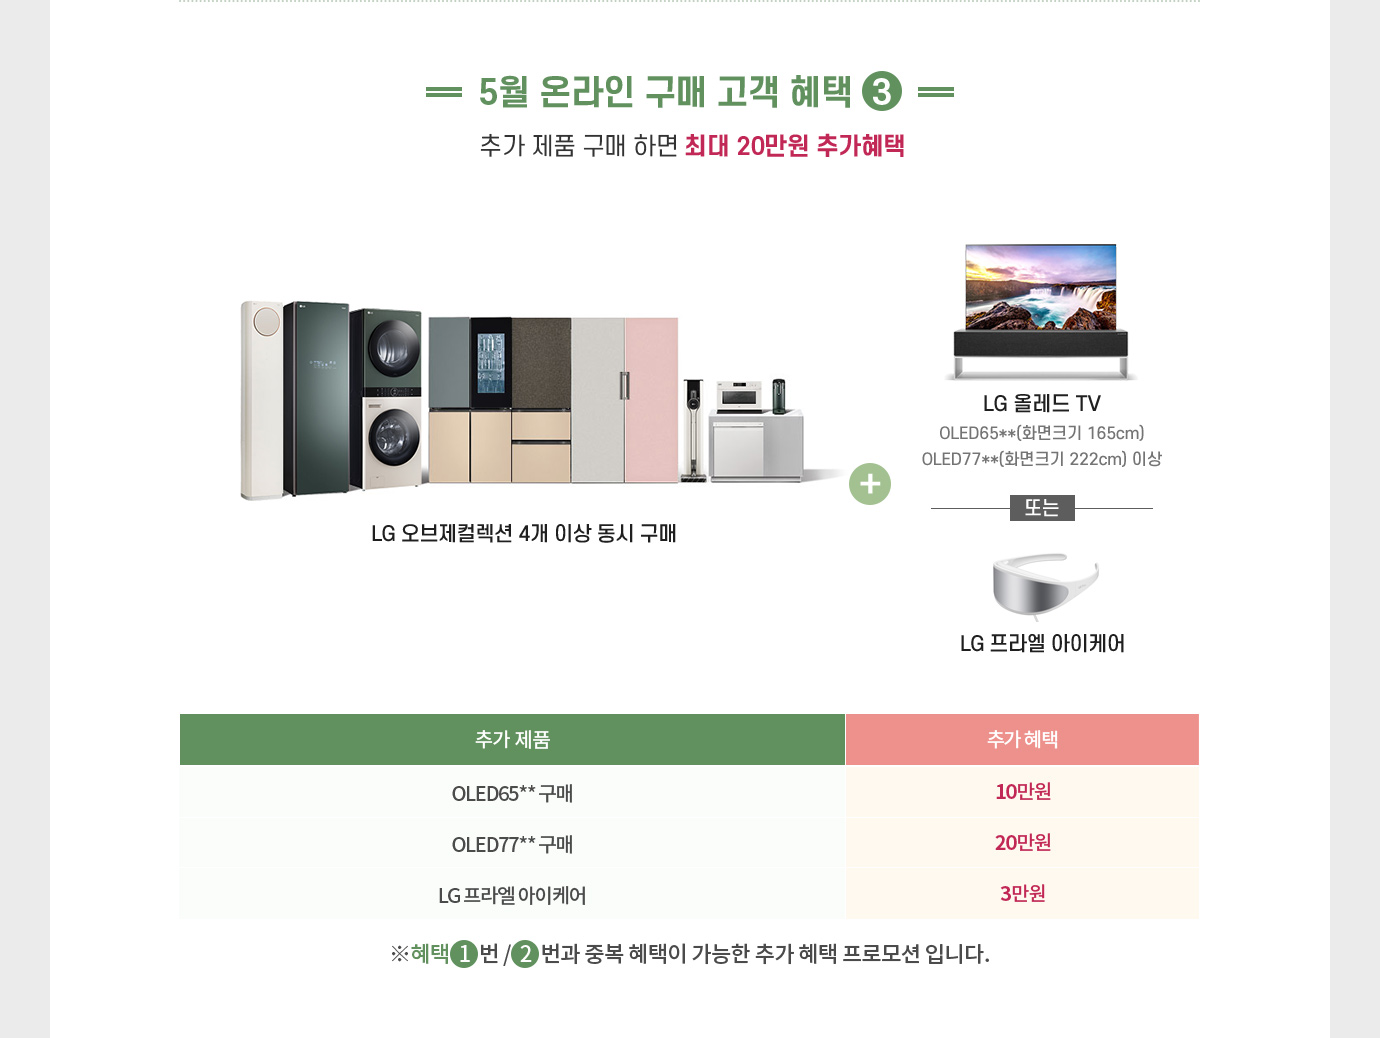 5월 온라인 구매 고객 혜택 3
추가 제품 구매 하면 최대 20만원 추가혜택
LG 올레드 TV
OLED65**(화면크기 165cm)
OLED77**(화면크기 222cm) 이상
+
또는
LG 오브제컬렉션 4개 이상 동시 구매
LG 프라엘 아이케어
추가 제품 추가 혜택
OLED65** 구매 10만원
OLED77** 구매 20만원
LG 프라엘 아이케어 3만원
※혜택1번 /2번과 중복 혜택이 가능한 추가 혜택 프로모션 입니다.